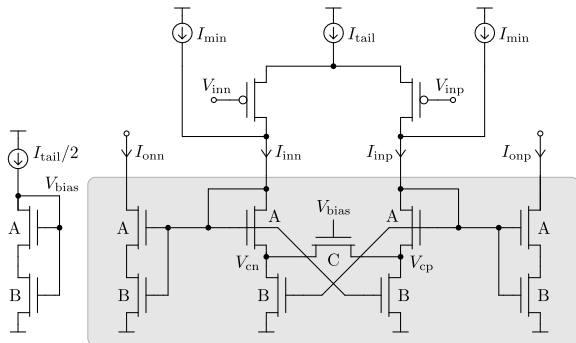 I_min I_tail I_min
V_inn V_inp
I_tail/2 I_onn I_inn I_inp I_onp
V_bias
A A A V_bias A A
V_cn C V_cp
B B B B B